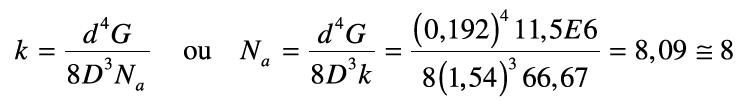 k = d⁴G / 8D³Nₐ ou Nₐ = d⁴G / 8D³k = (0,192)⁴ 11,5E6 / 8(1,54)³ 66,67 = 8,09 ≅ 8